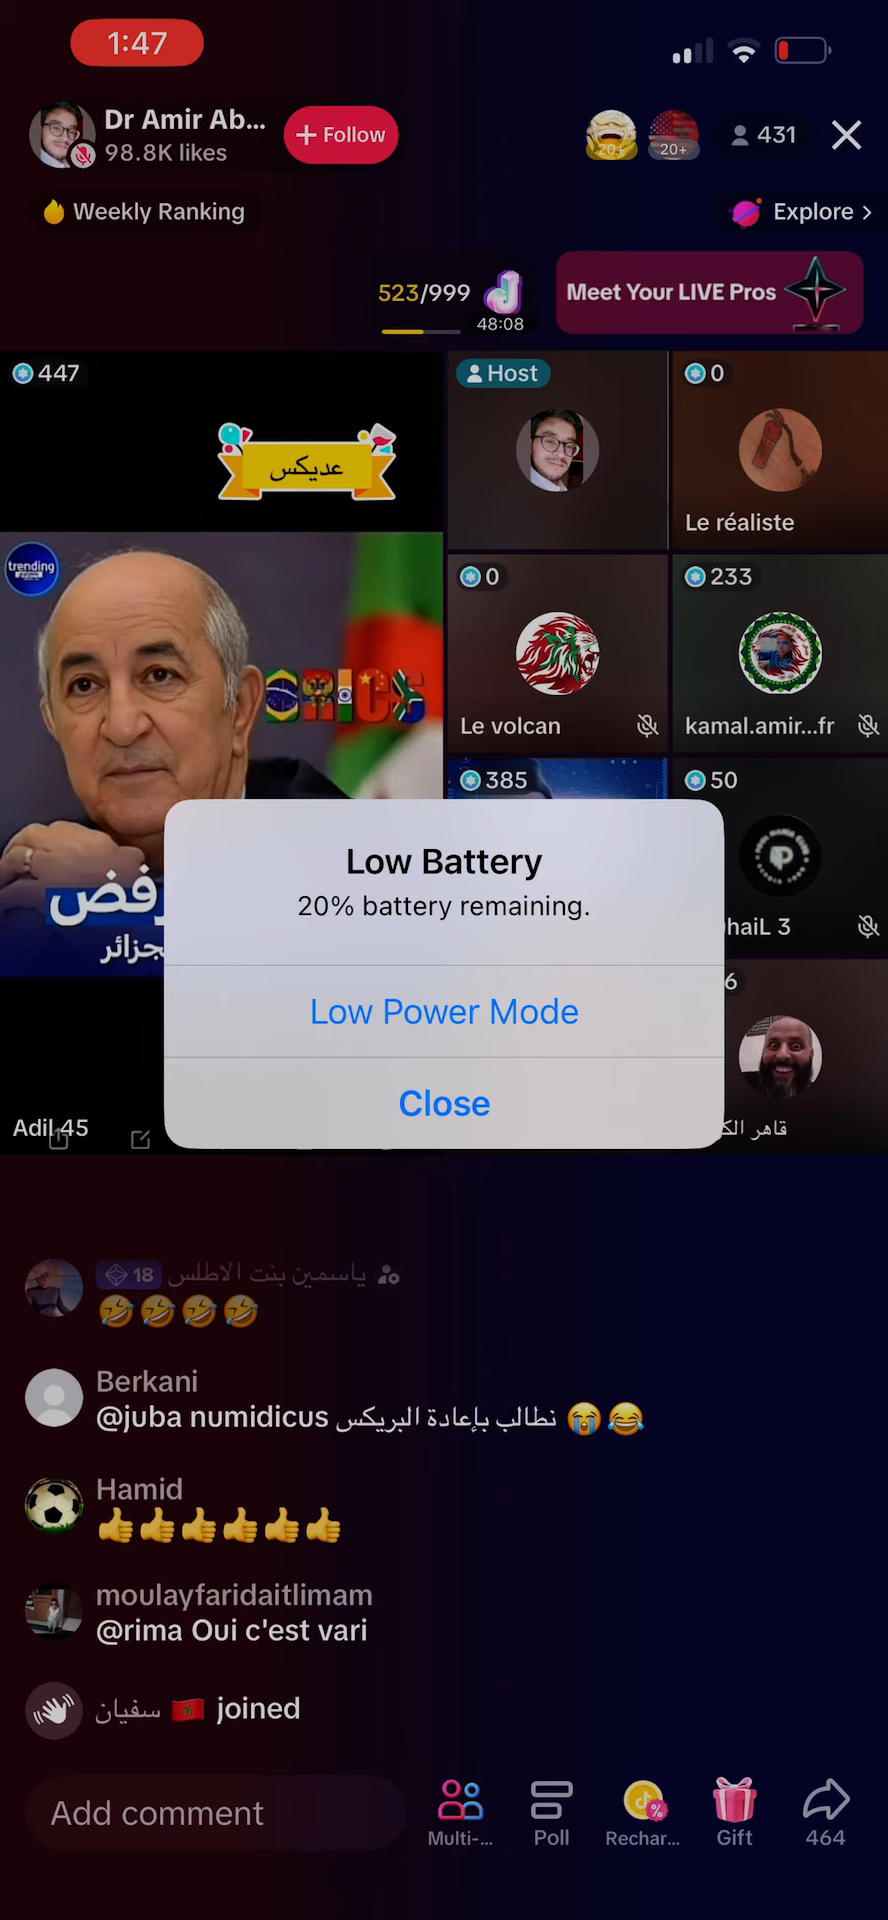 1:47
Dr Amir Ab...
98.8K likes
+ Follow
20+
20+
431
Weekly Ranking
Explore >
523/999
48:08
Meet Your LIVE Pros
447
Host
0
عديكس
Le réaliste
trending
0
233
BRICS
Le volcan
kamal.amir...fr
385
50
Low Battery
20% battery remaining.
haiL 3
6
Low Power Mode
Close
Adil 45
18 ياسمين بنت الاطلس
🤣🤣🤣🤣
Berkani
@juba numidicus نطالب بإعادة البريكس 😭😂
Hamid
👍👍👍👍👍👍
moulayfaridaitlimam
@rima Oui c'est vari
سفيان 🇲🇦 joined
Add comment
Multi-...
Poll
Rechar...
Gift
464